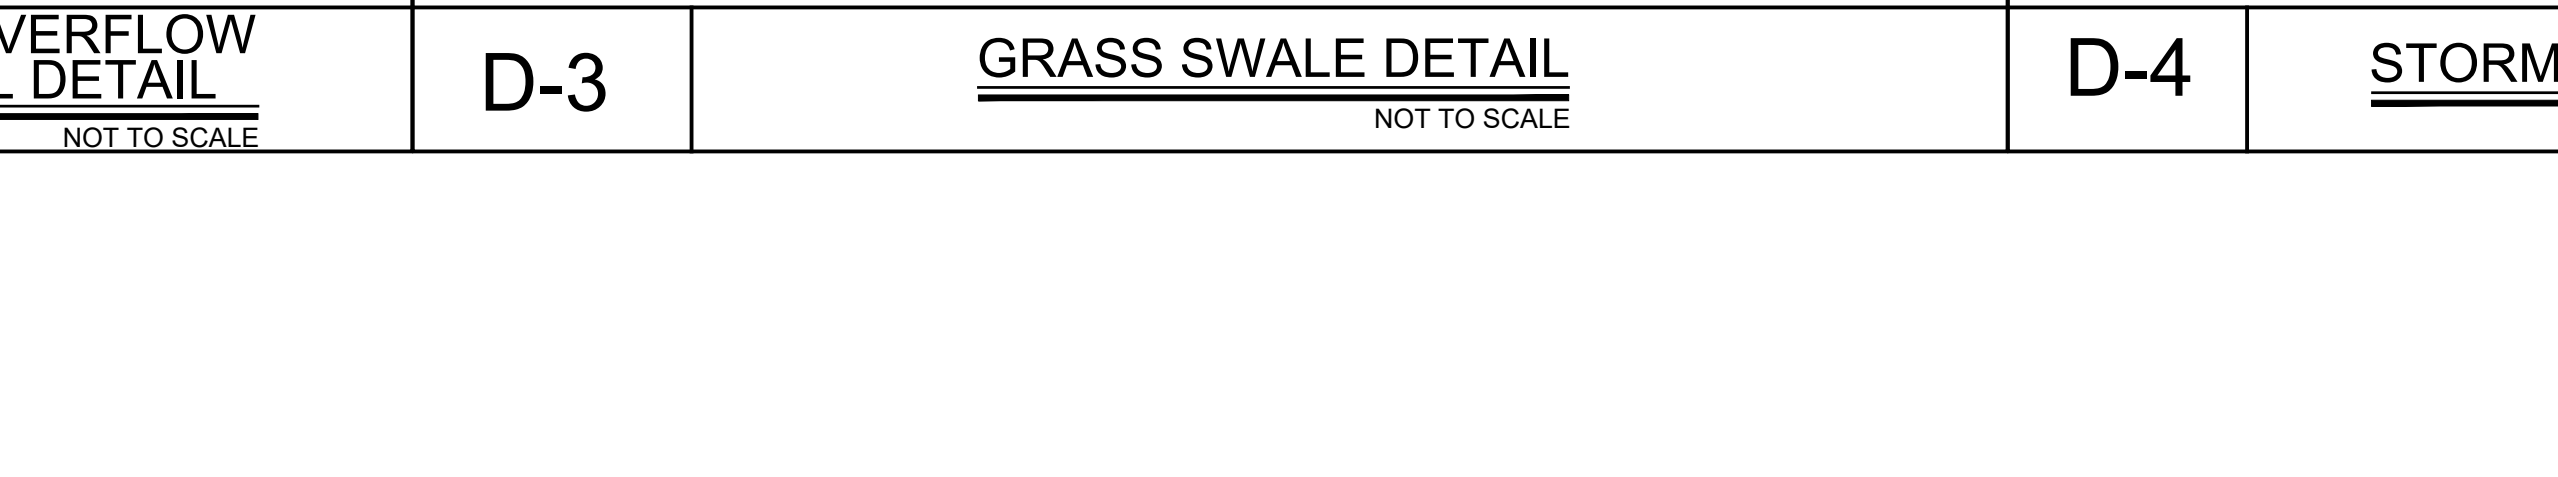 VERFLOW
DETAIL
NOT TO SCALE
D-3
GRASS SWALE DETAIL
NOT TO SCALE
D-4
STORM